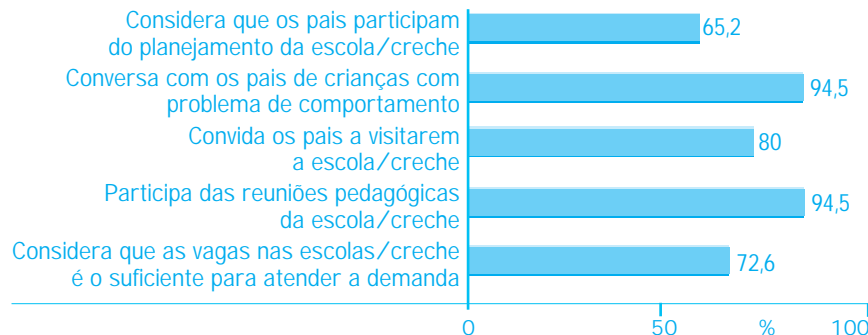 Considera que os pais participam
do planejamento da escola/creche
65,2
Conversa com os pais de crianças com
problema de comportamento
94,5
Convida os pais a visitarem
a escola/creche
80
Participa das reuniões pedagógicas
da escola/creche
94,5
Considera que as vagas nas escolas/creche
é o suficiente para atender a demanda
72,6
0 50 % 100